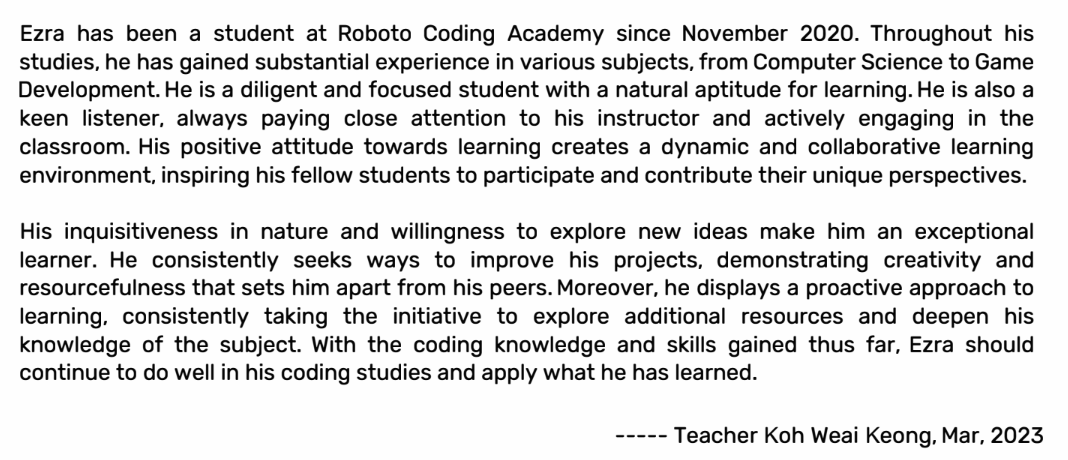 Ezra has been a student at Roboto Coding Academy since November 2020. Throughout his
studies, he has gained substantial experience in various subjects, from Computer Science to Game
Development. He is a diligent and focused student with a natural aptitude for learning. He is also a
keen listener, always paying close attention to his instructor and actively engaging in the
classroom. His positive attitude towards learning creates a dynamic and collaborative learning
environment, inspiring his fellow students to participate and contribute their unique perspectives.
His inquisitiveness in nature and willingness to explore new ideas make him an exceptional
learner. He consistently seeks ways to improve his projects, demonstrating creativity and
resourcefulness that sets him apart from his peers. Moreover, he displays a proactive approach to
learning, consistently taking the initiative to explore additional resources and deepen his
knowledge of the subject. With the coding knowledge and skills gained thus far, Ezra should
continue to do well in his coding studies and apply what he has learned.
----- Teacher Koh Weai Keong, Mar, 2023